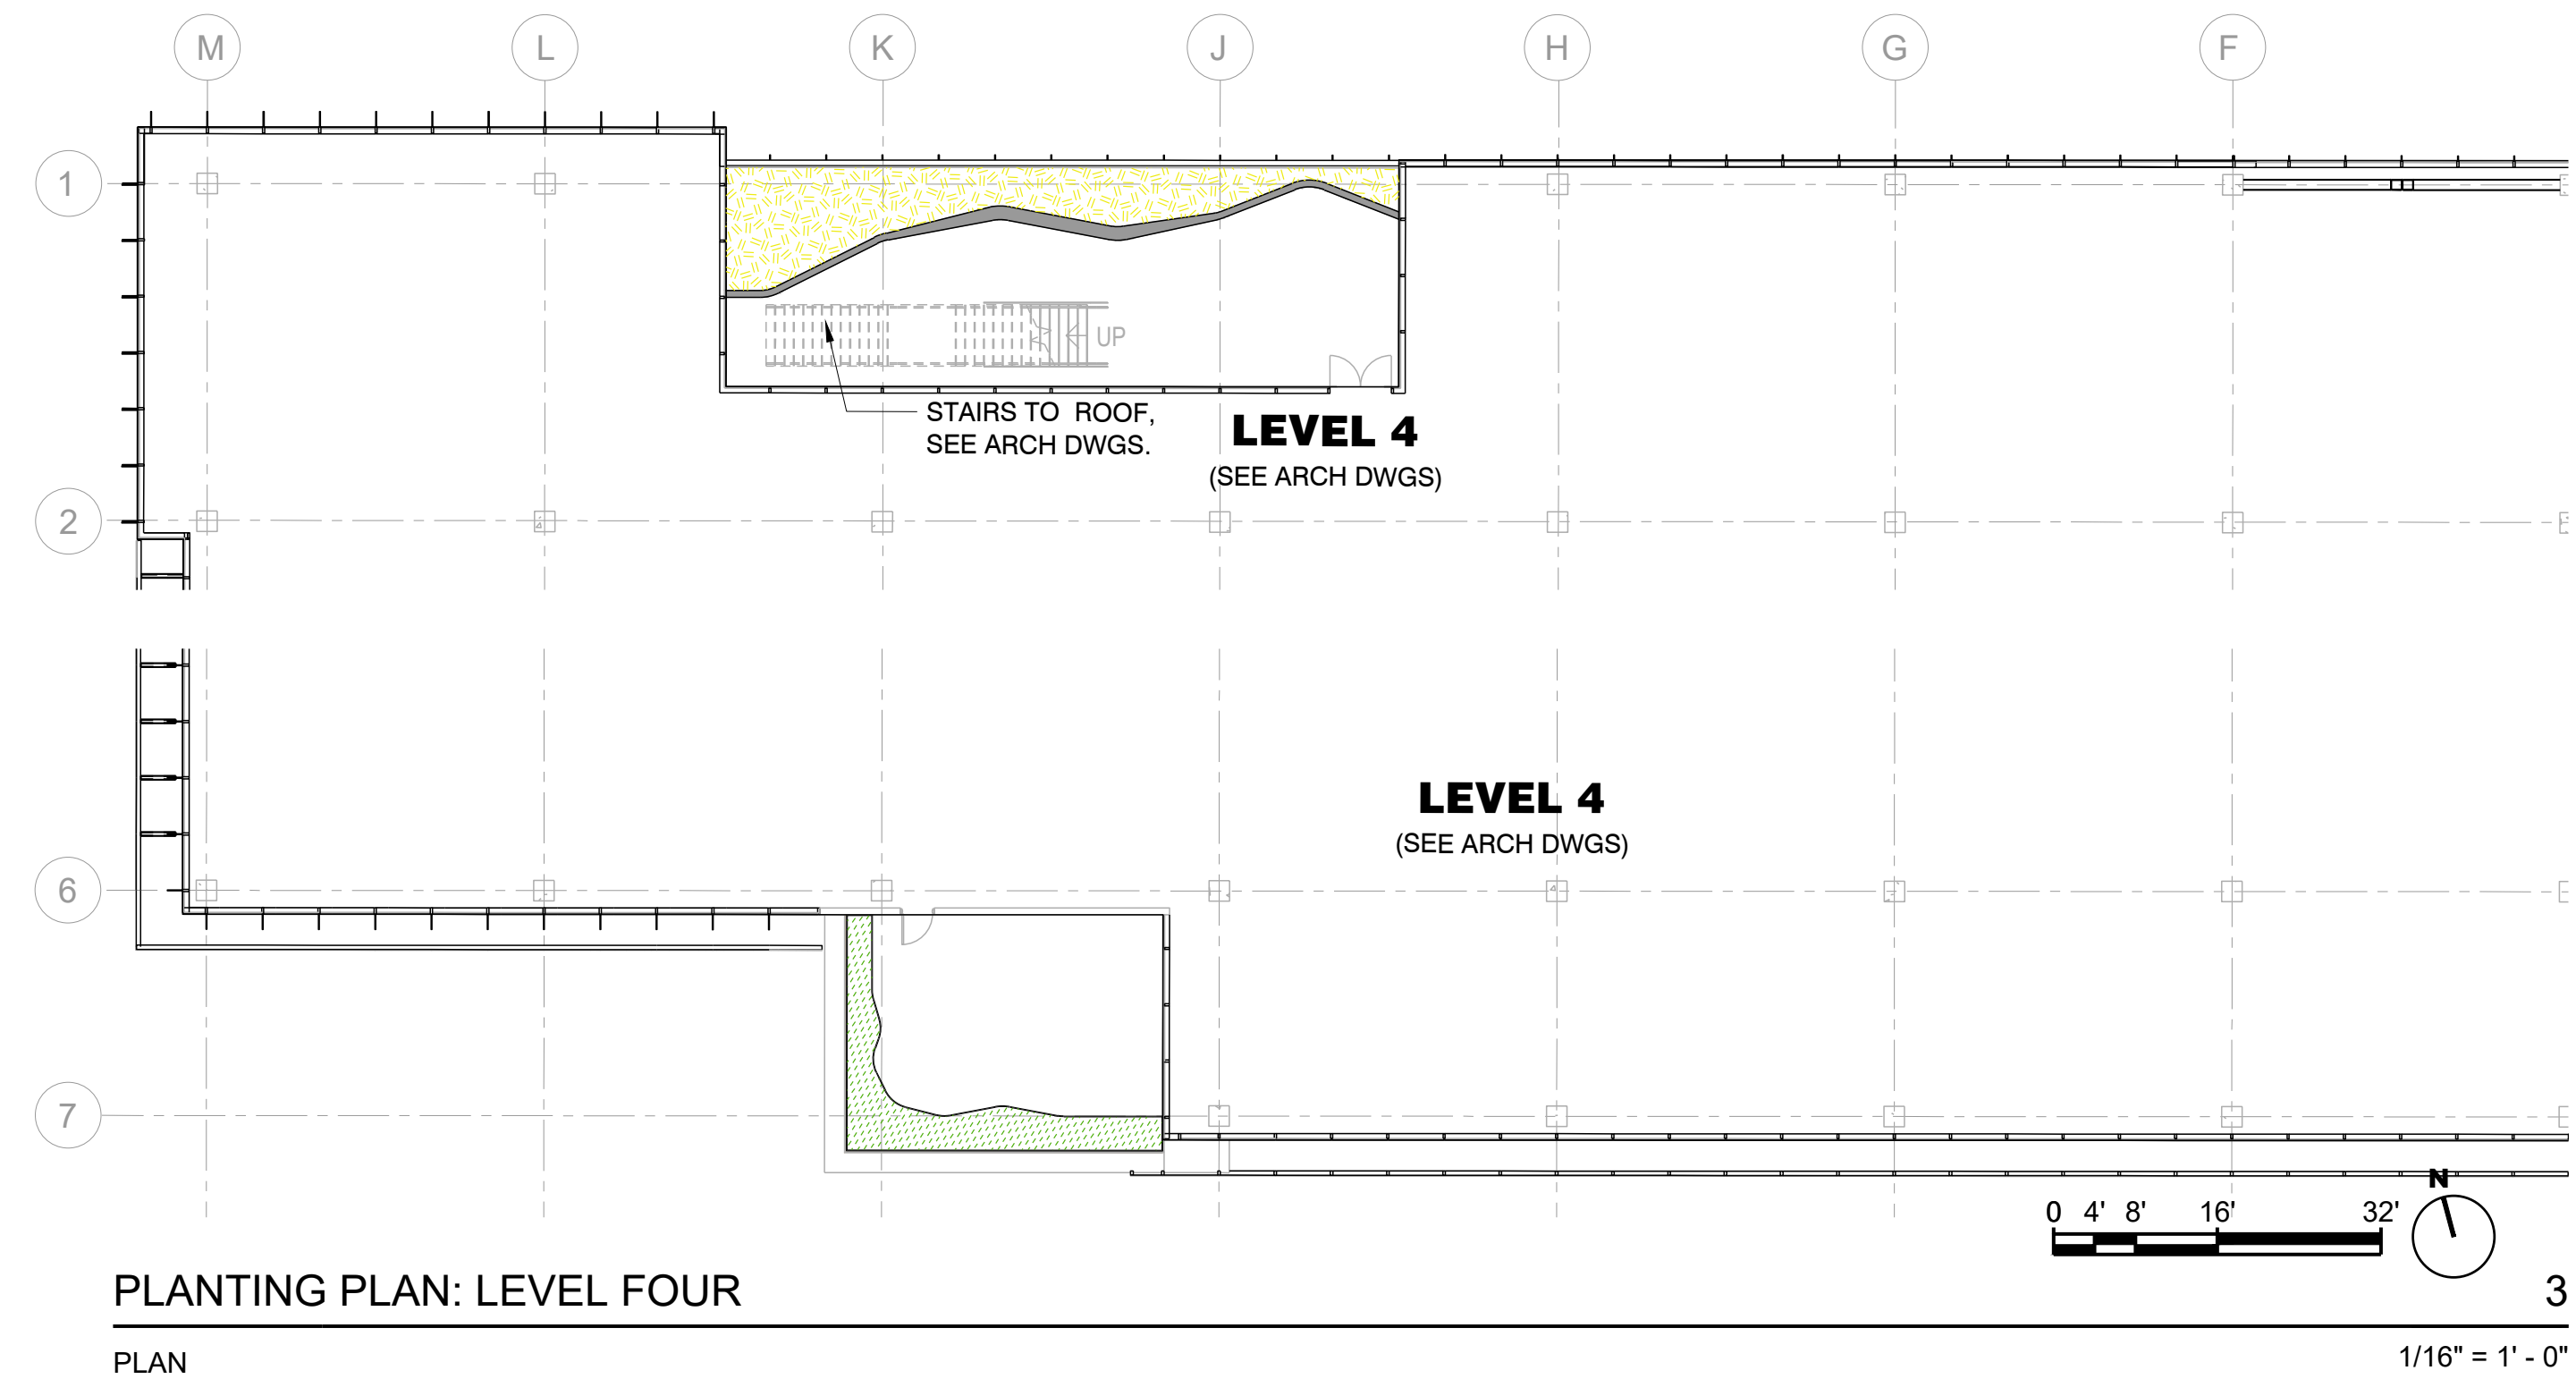 M L K J H G F
1
UP
STAIRS TO ROOF,
SEE ARCH DWGS.
LEVEL 4
(SEE ARCH DWGS)
2
LEVEL 4
(SEE ARCH DWGS)
6
7
N
0 4' 8' 16' 32'
PLANTING PLAN: LEVEL FOUR 3
PLAN 1/16" = 1' - 0"